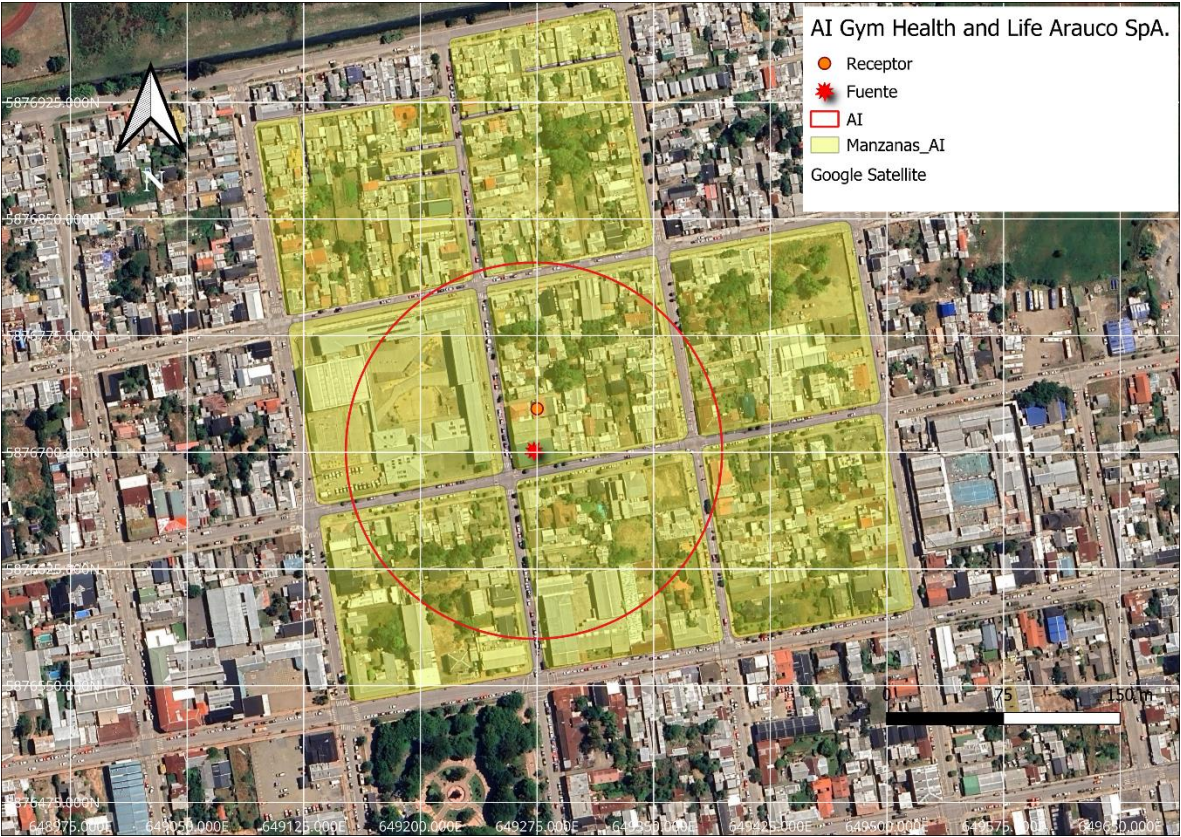 AI Gym Health and Life Arauco SpA.
Receptor
Fuente
AI
Manzanas_AI
Google Satellite
N
5876925.000N
5876850.000N
5876775.000N
5876700.000N
5876625.000N
5876550.000N
5876475.000N
0 75 150 m
648975.000E 649050.000E 649125.000E 649200.000E 649275.000E 649350.000E 649425.000E 649500.000E 649575.000E 649650.000E